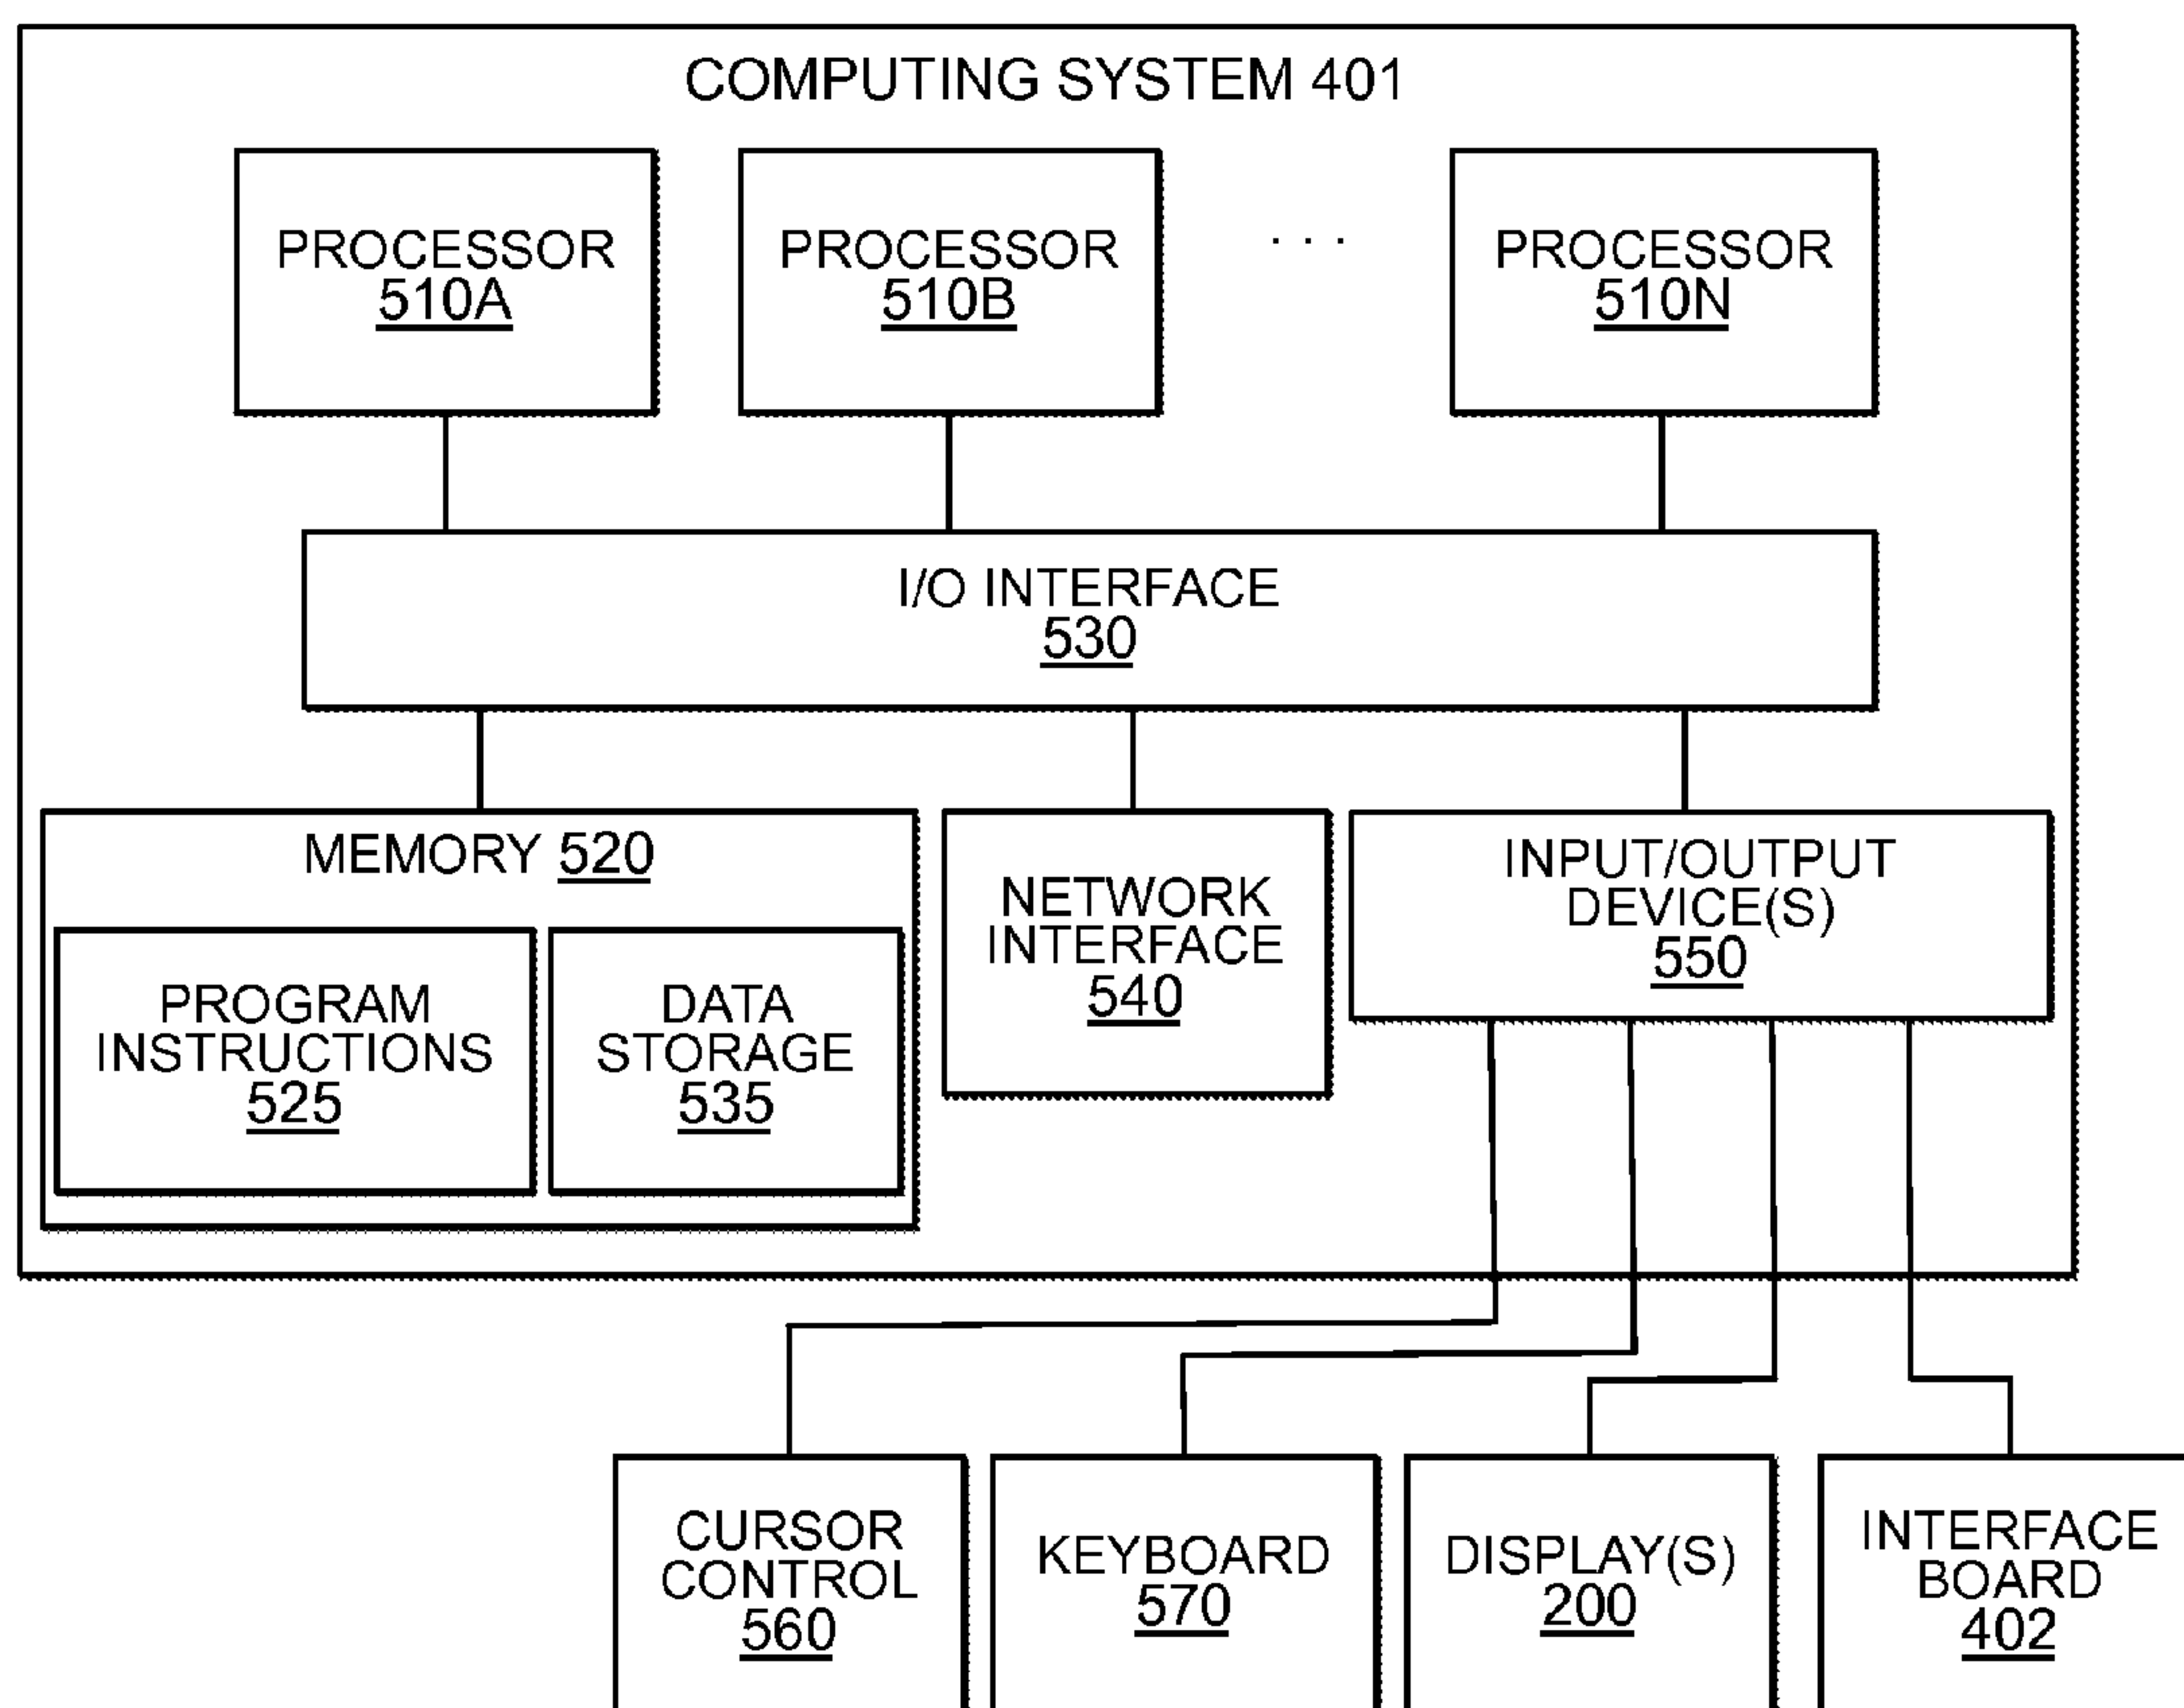 COMPUTING SYSTEM 401
PROCESSOR
510A
PROCESSOR
510B
. . .
PROCESSOR
510N
I/O INTERFACE
530
MEMORY 520
PROGRAM
INSTRUCTIONS
525
DATA
STORAGE
535
NETWORK
INTERFACE
540
INPUT/OUTPUT
DEVICE(S)
550
CURSOR
CONTROL
560
KEYBOARD
570
DISPLAY(S)
200
INTERFACE
BOARD
402